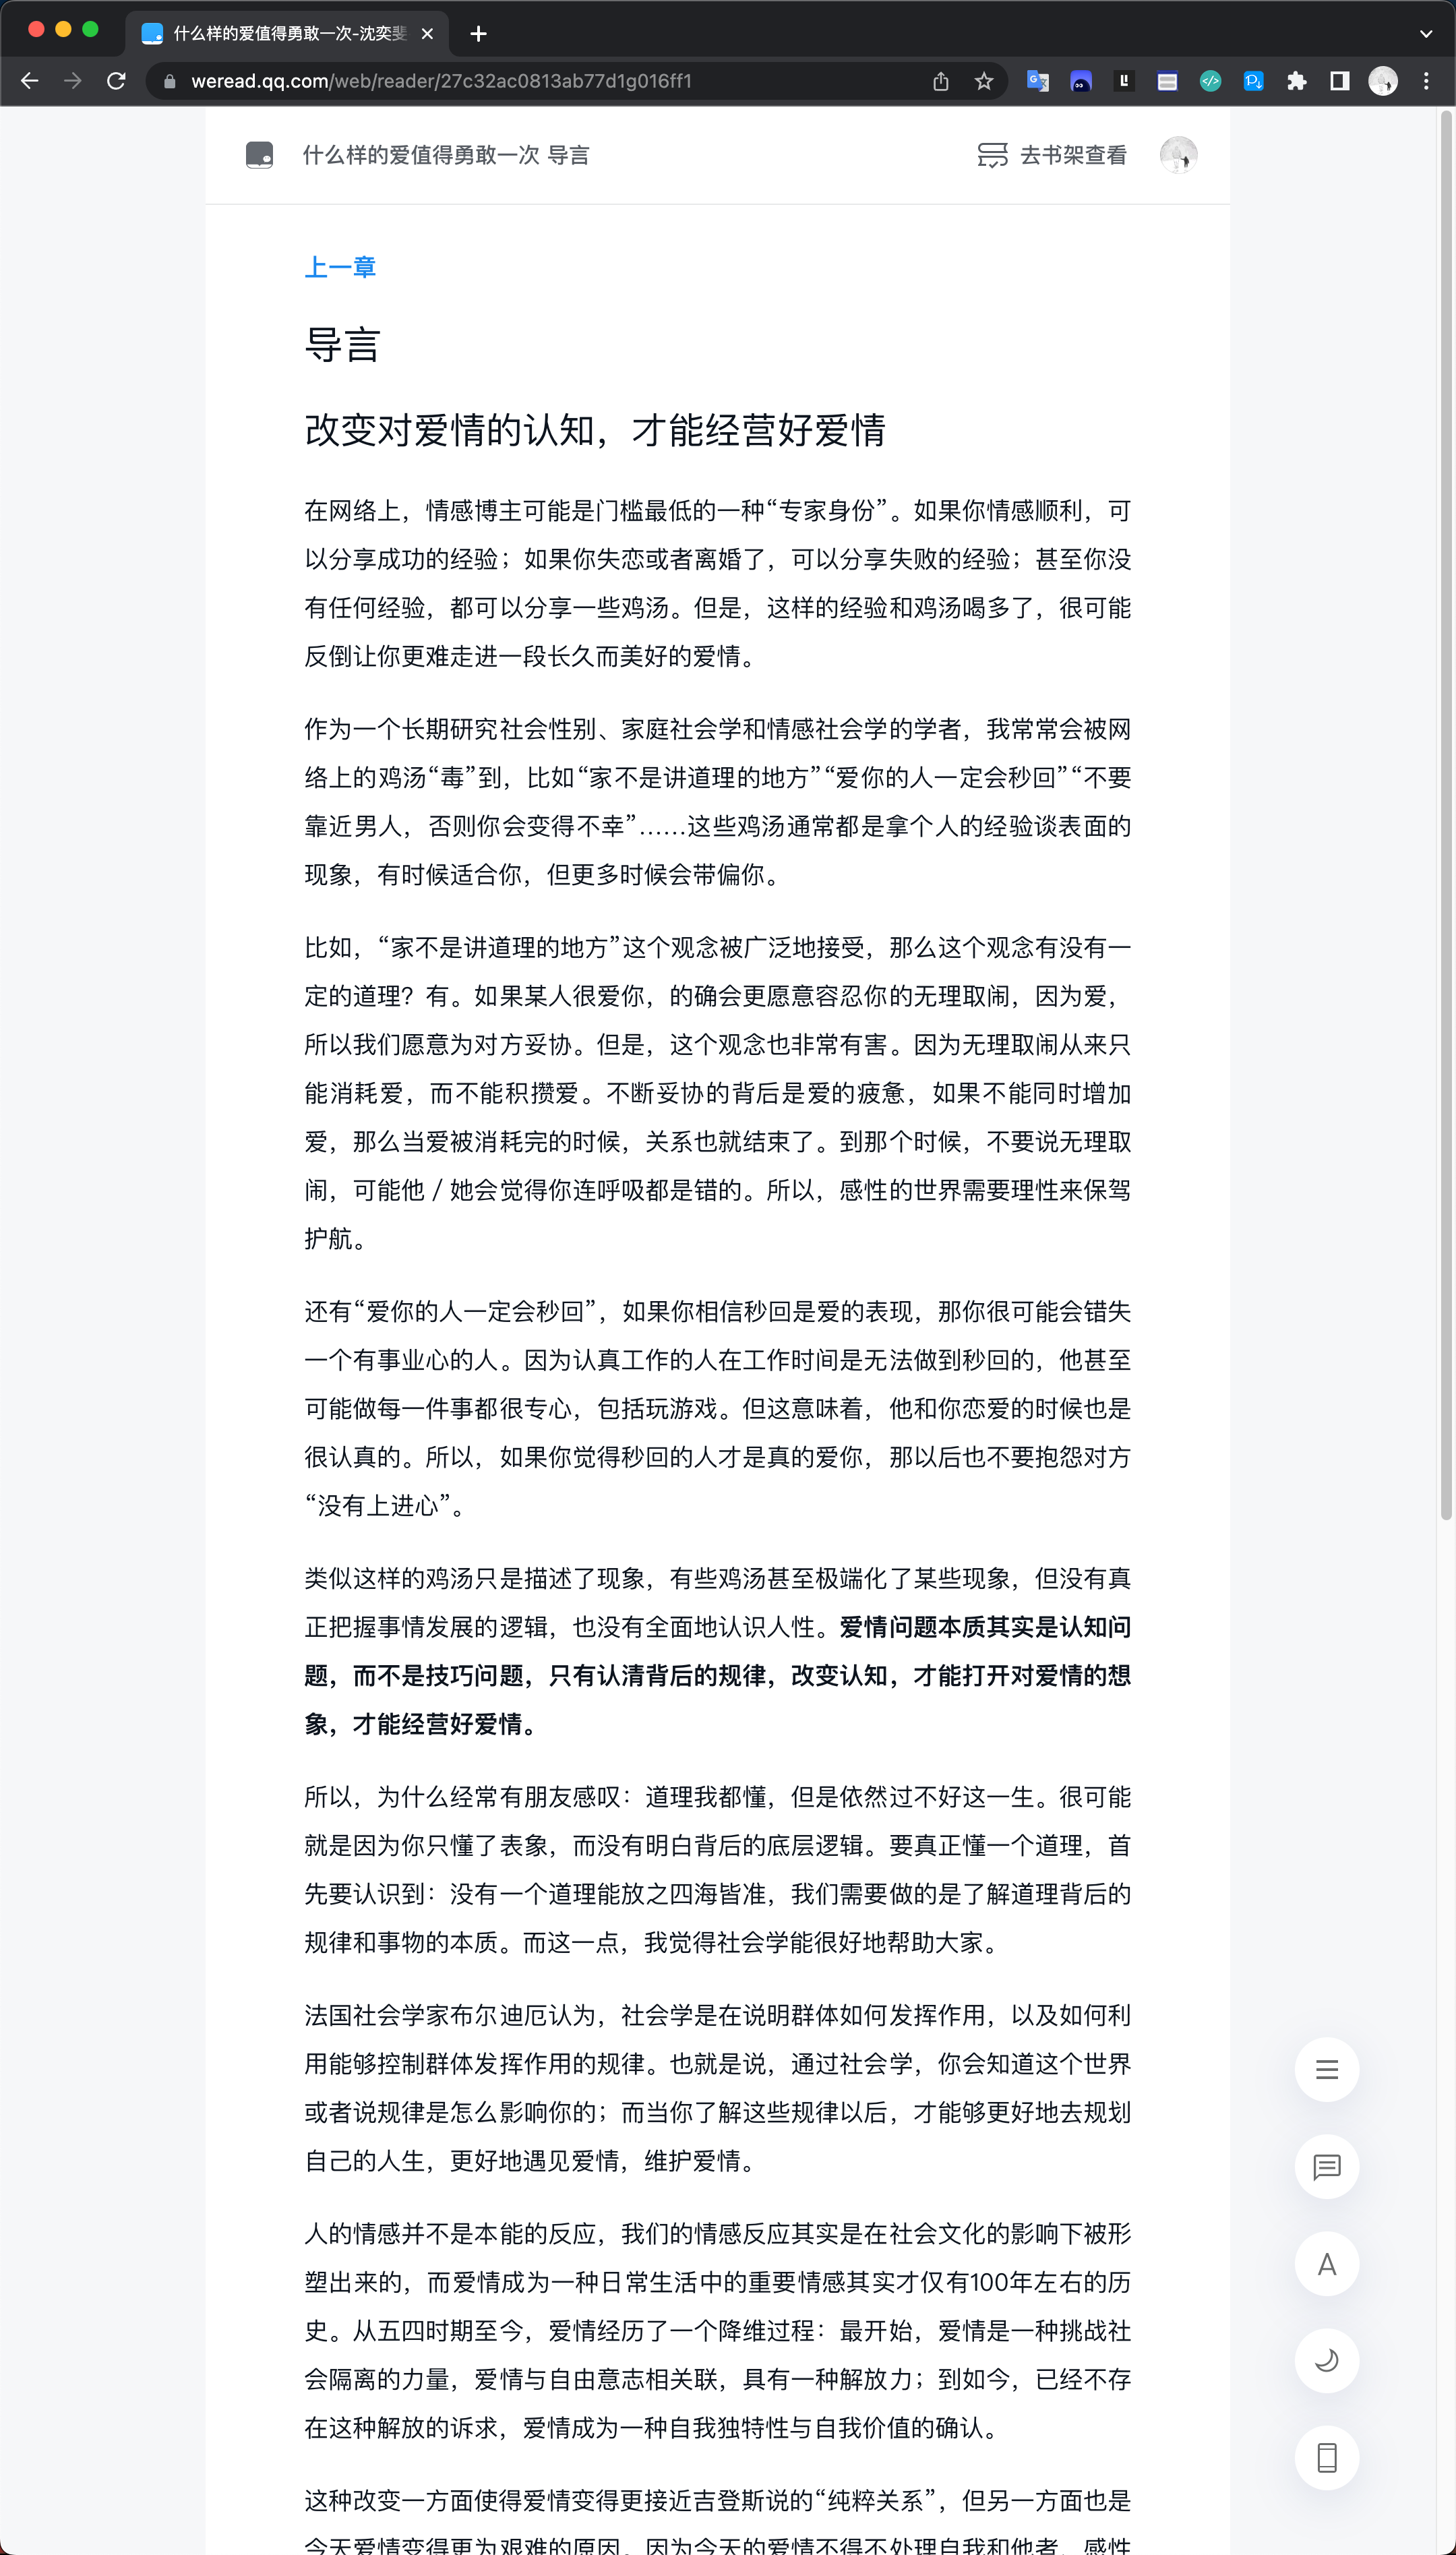 什么样的爱值得勇敢一次-沈奕斐
weread.qq.com/web/reader/27c32ac0813ab77d1g016ff1
什么样的爱值得勇敢一次 导言
去书架查看
上一章
导言
改变对爱情的认知，才能经营好爱情
在网络上，情感博主可能是门槛最低的一种“专家身份”。如果你情感顺利，可
以分享成功的经验；如果你失恋或者离婚了，可以分享失败的经验；甚至你没
有任何经验，都可以分享一些鸡汤。但是，这样的经验和鸡汤喝多了，很可能
反倒让你更难走进一段长久而美好的爱情。
作为一个长期研究社会性别、家庭社会学和情感社会学的学者，我常常会被网
络上的鸡汤“毒”到，比如“家不是讲道理的地方”“爱你的人一定会秒回”“不要
靠近男人，否则你会变得不幸”……这些鸡汤通常都是拿个人的经验谈表面的
现象，有时候适合你，但更多时候会带偏你。
比如，“家不是讲道理的地方”这个观念被广泛地接受，那么这个观念有没有一
定的道理？有。如果某人很爱你，的确会更愿意容忍你的无理取闹，因为爱，
所以我们愿意为对方妥协。但是，这个观念也非常有害。因为无理取闹从来只
能消耗爱，而不能积攒爱。不断妥协的背后是爱的疲惫，如果不能同时增加
爱，那么当爱被消耗完的时候，关系也就结束了。到那个时候，不要说无理取
闹，可能他 / 她会觉得你连呼吸都是错的。所以，感性的世界需要理性来保驾
护航。
还有“爱你的人一定会秒回”，如果你相信秒回是爱的表现，那你很可能会错失
一个有事业心的人。因为认真工作的人在工作时间是无法做到秒回的，他甚至
可能做每一件事都很专心，包括玩游戏。但这意味着，他和你恋爱的时候也是
很认真的。所以，如果你觉得秒回的人才是真的爱你，那以后也不要抱怨对方
“没有上进心”。
类似这样的鸡汤只是描述了现象，有些鸡汤甚至极端化了某些现象，但没有真
正把握事情发展的逻辑，也没有全面地认识人性。爱情问题本质其实是认知问
题，而不是技巧问题，只有认清背后的规律，改变认知，才能打开对爱情的想
象，才能经营好爱情。
所以，为什么经常有朋友感叹：道理我都懂，但是依然过不好这一生。很可能
就是因为你只懂了表象，而没有明白背后的底层逻辑。要真正懂一个道理，首
先要认识到：没有一个道理能放之四海皆准，我们需要做的是了解道理背后的
规律和事物的本质。而这一点，我觉得社会学能很好地帮助大家。
法国社会学家布尔迪厄认为，社会学是在说明群体如何发挥作用，以及如何利
用能够控制群体发挥作用的规律。也就是说，通过社会学，你会知道这个世界
或者说规律是怎么影响你的；而当你了解这些规律以后，才能够更好地去规划
自己的人生，更好地遇见爱情，维护爱情。
人的情感并不是本能的反应，我们的情感反应其实是在社会文化的影响下被形
塑出来的，而爱情成为一种日常生活中的重要情感其实才仅有100年左右的历
史。从五四时期至今，爱情经历了一个降维过程：最开始，爱情是一种挑战社
会隔离的力量，爱情与自由意志相关联，具有一种解放力；到如今，已经不存
在这种解放的诉求，爱情成为一种自我独特性与自我价值的确认。
这种改变一方面使得爱情变得更接近吉登斯说的“纯粹关系”，但另一方面也是
今天爱情变得更为艰难的原因。因为今天的爱情不得不处理自我和他者、感性